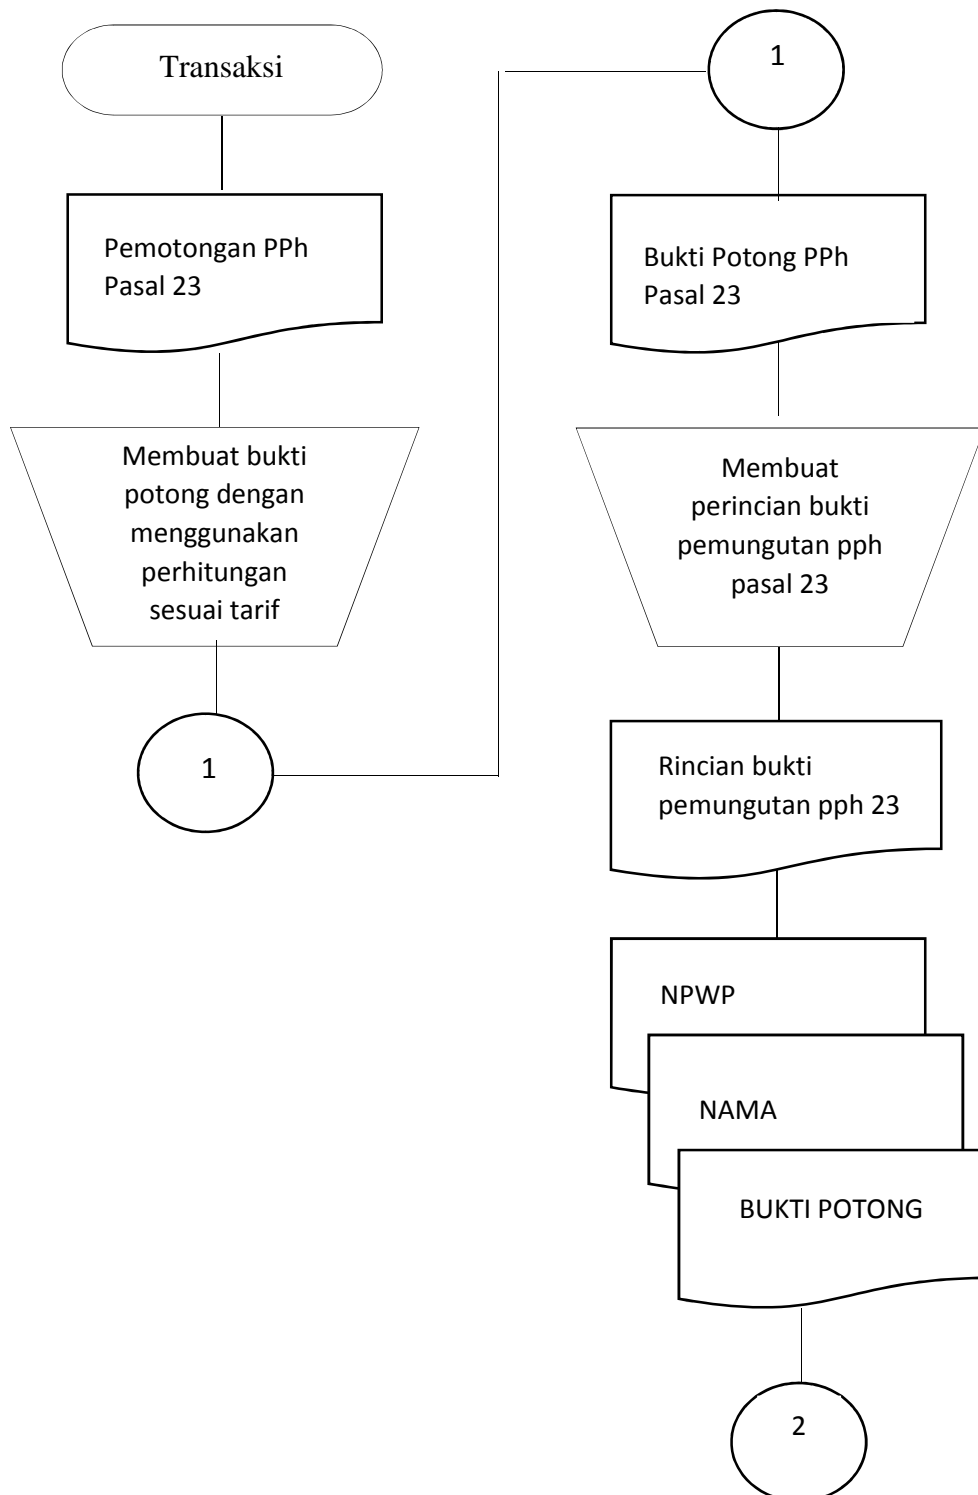 Transaksi
Pemotongan PPh
Pasal 23
Membuat bukti
potong dengan
menggunakan
perhitungan
sesuai tarif
1
1
Bukti Potong PPh
Pasal 23
Membuat
perincian bukti
pemungutan pph
pasal 23
Rincian bukti
pemungutan pph 23
NPWP
NAMA
BUKTI POTONG
2